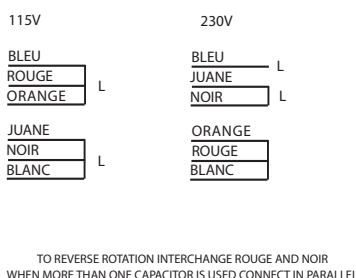 115V
BLEU
ROUGE
ORANGE
L
JUANE
NOIR
BLANC
L
230V
BLEU
L
JUANE
NOIR
L
ORANGE
ROUGE
BLANC
TO REVERSE ROTATION INTERCHANGE ROUGE AND NOIR
WHEN MORE THAN ONE CAPACITOR IS USED CONNECT IN PARALLEL